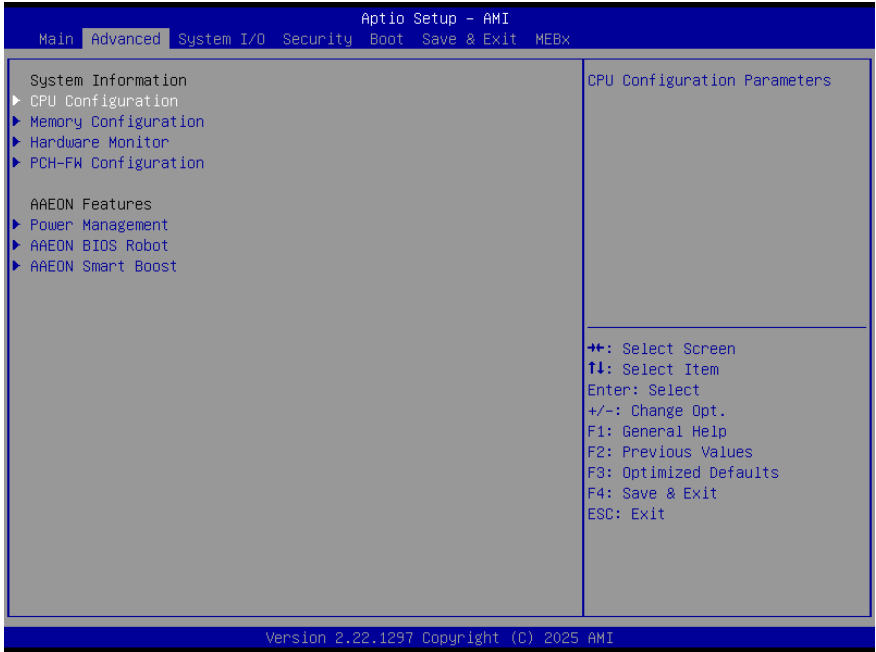 Aptio Setup – AMI
Main Advanced System I/O Security Boot Save & Exit MEBx
System Information
▶ CPU Configuration
▶ Memory Configuration
▶ Hardware Monitor
▶ PCH-FW Configuration
AAEON Features
▶ Power Management
▶ AAEON BIOS Robot
▶ AAEON Smart Boost
CPU Configuration Parameters
→←: Select Screen
↑↓: Select Item
Enter: Select
+/-: Change Opt.
F1: General Help
F2: Previous Values
F3: Optimized Defaults
F4: Save & Exit
ESC: Exit
Version 2.22.1297 Copyright (C) 2025 AMI